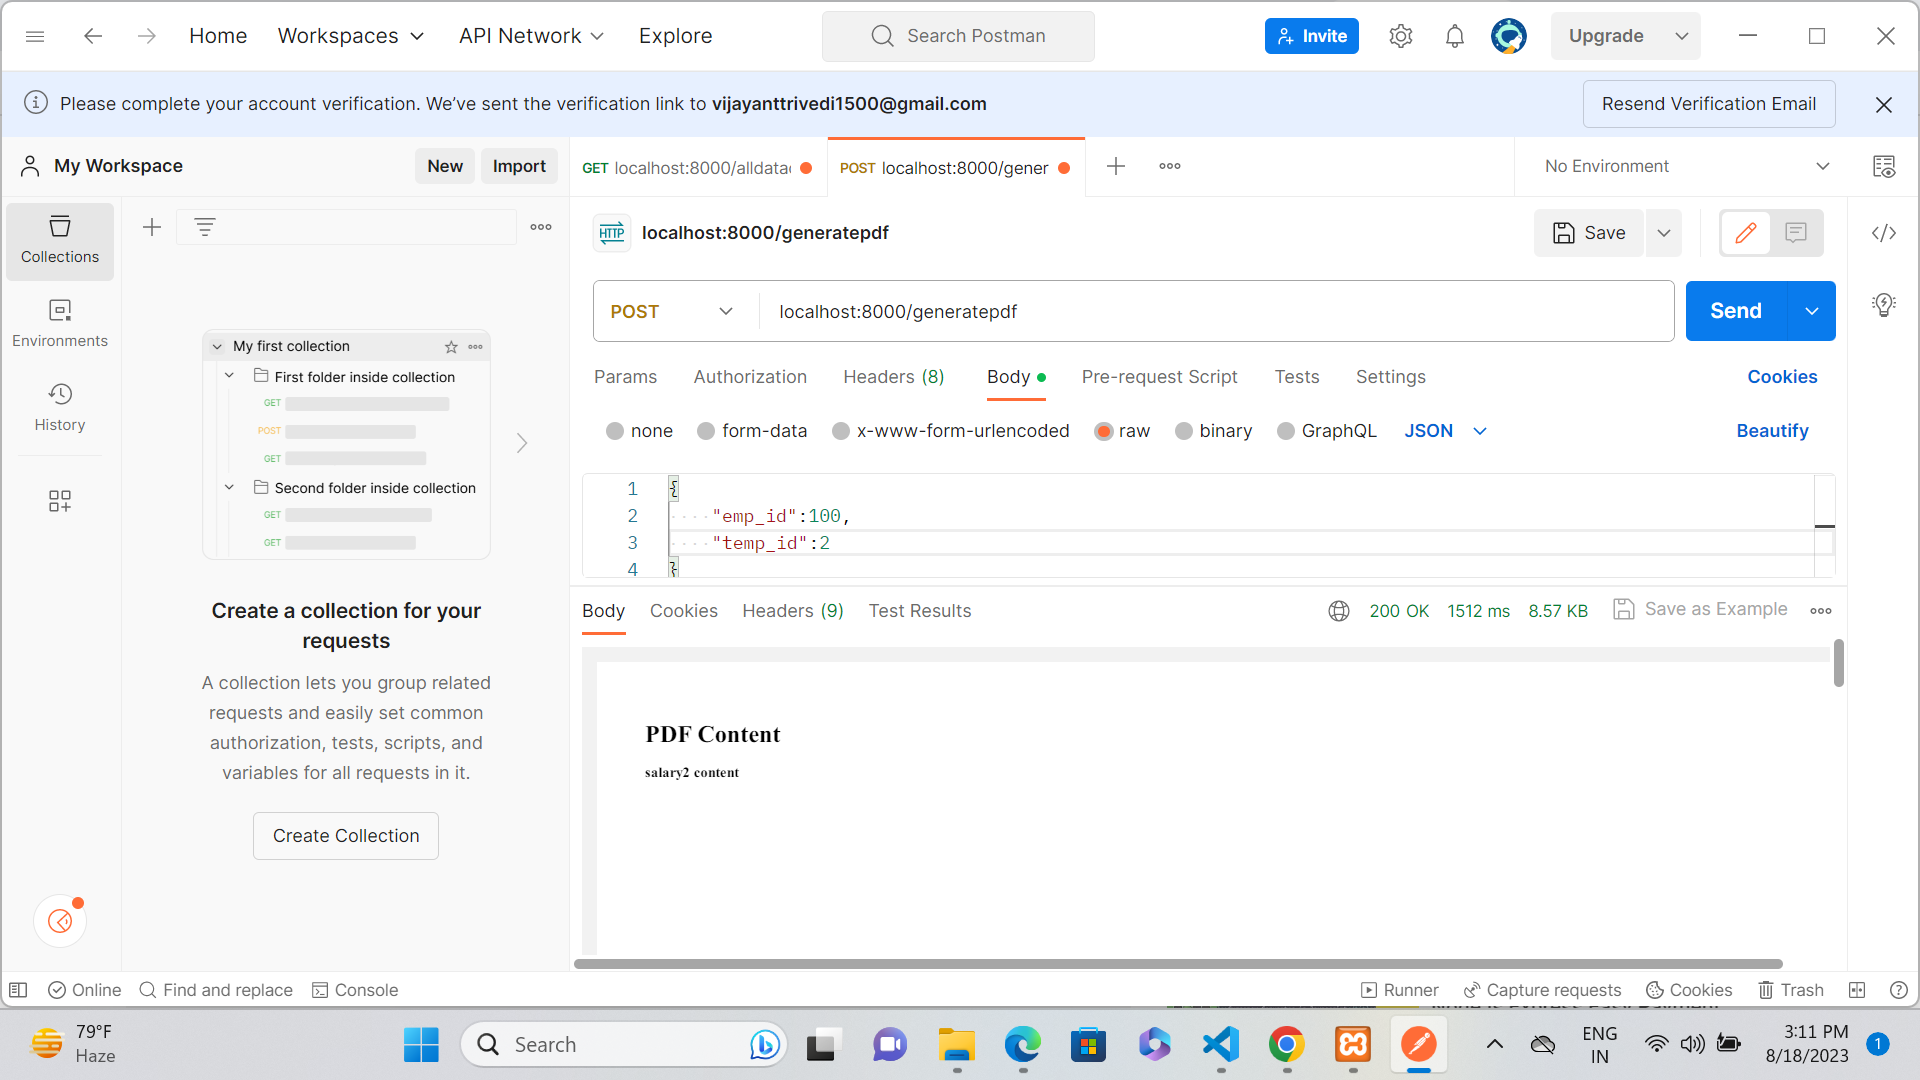 Home
Workspaces
API Network
Explore
Search Postman
Invite
Upgrade
Please complete your account verification. We’ve sent the verification link to vijayanttrivedi1500@gmail.com
Resend Verification Email
My Workspace
New
Import
GET localhost:8000/alldata
POST localhost:8000/gener
No Environment
Collections
Environments
History
My first collection
First folder inside collection
GET
POST
GET
Second folder inside collection
GET
GET
Create a collection for your
requests
A collection lets you group related
requests and easily set common
authorization, tests, scripts, and
variables for all requests in it.
Create Collection
HTTP
localhost:8000/generatepdf
Save
POST
localhost:8000/generatepdf
Send
Params
Authorization
Headers (8)
Body
Pre-request Script
Tests
Settings
Cookies
none
form-data
x-www-form-urlencoded
raw
binary
GraphQL
JSON
Beautify
1 {
2 "emp_id":100,
3 "temp_id":2
4 }
Body
Cookies
Headers (9)
Test Results
200 OK
1512 ms
8.57 KB
Save as Example
PDF Content
salary2 content
Online
Find and replace
Console
Runner
Capture requests
Cookies
Trash
79°F
Haze
Search
ENG
IN
3:11 PM
8/18/2023
1